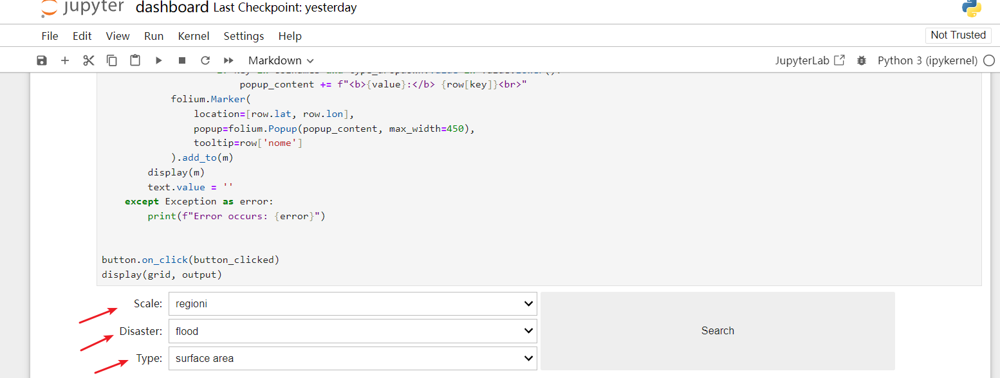 jupyter dashboard Last Checkpoint: yesterday
File Edit View Run Kernel Settings Help Not Trusted
Markdown JupyterLab Python 3 (ipykernel)
popup_content += f"<b>{value}:</b> {row[key]}<br>"
folium.Marker(
location=[row.lat, row.lon],
popup=folium.Popup(popup_content, max_width=450),
tooltip=row['nome']
).add_to(m)
display(m)
text.value = ''
except Exception as error:
print(f"Error occurs: {error}")
button.on_click(button_clicked)
display(grid, output)
Scale: regioni
Disaster: flood
Type: surface area
Search